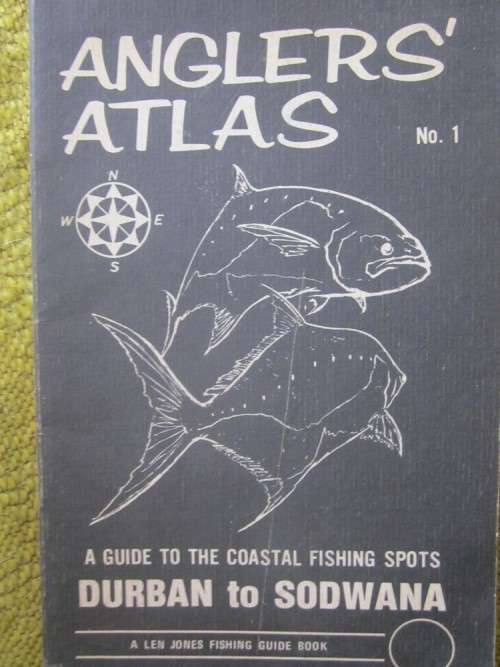 ANGLERS'
ATLAS
No. 1
N
W E
S
A GUIDE TO THE COASTAL FISHING SPOTS
DURBAN to SODWANA
A LEN JONES FISHING GUIDE BOOK